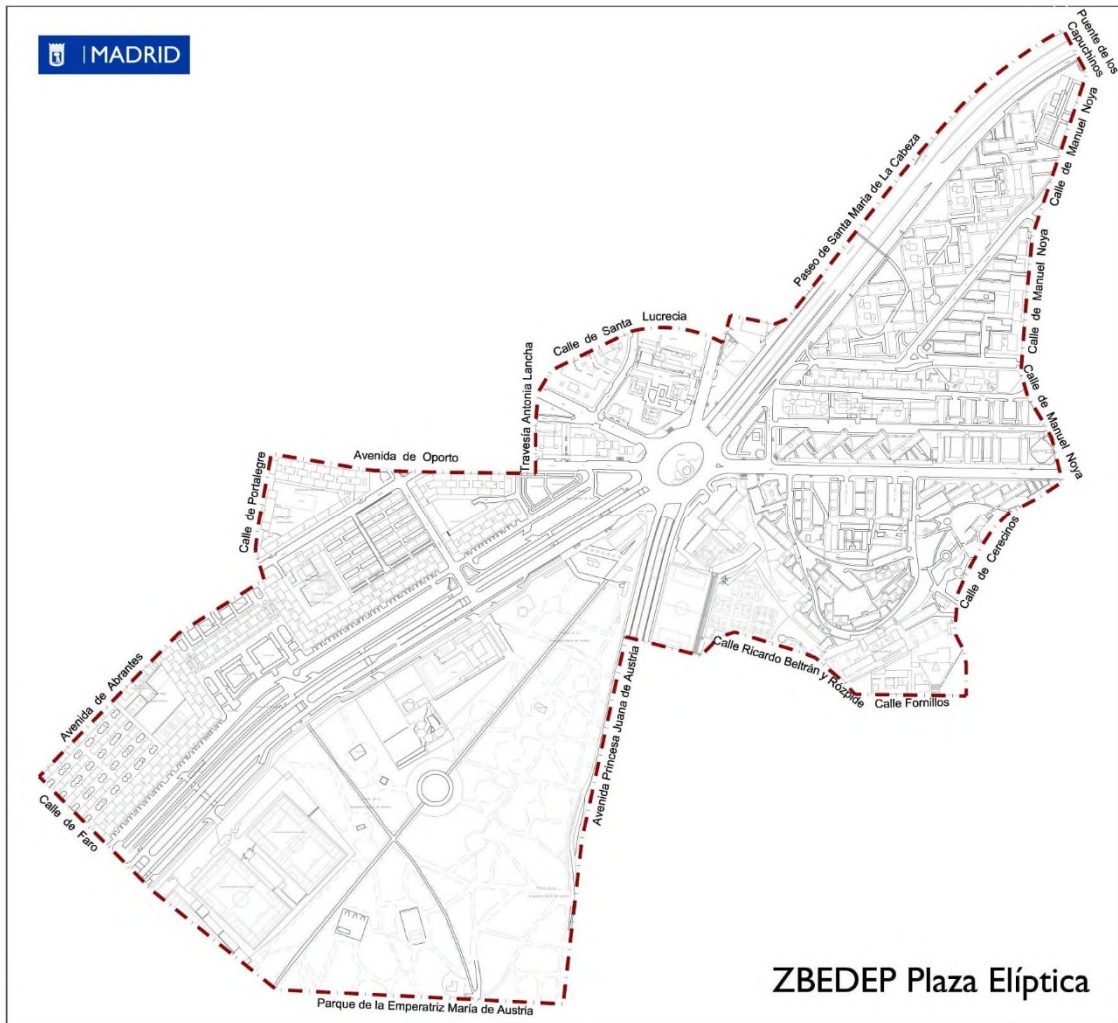 MADRID
Puente de los
Capuchinos
Calle de Manuel Noya
Paseo de Santa María de La Cabeza
Calle de Manuel Noya
Calle de Santa Lucrecia
Travesía Antonia Lancha
Calle de Manuel Noya
Avenida de Oporto
Calle de Portalegre
Calle de Cerecinos
Avenida de Abrantes
Calle Ricardo Beltrán y Rózpide
Calle Fornillos
Avenida Princesa Juana de Austria
Calle de Faro
Parque de la Emperatriz María de Austria
ZBEDEP Plaza Elíptica